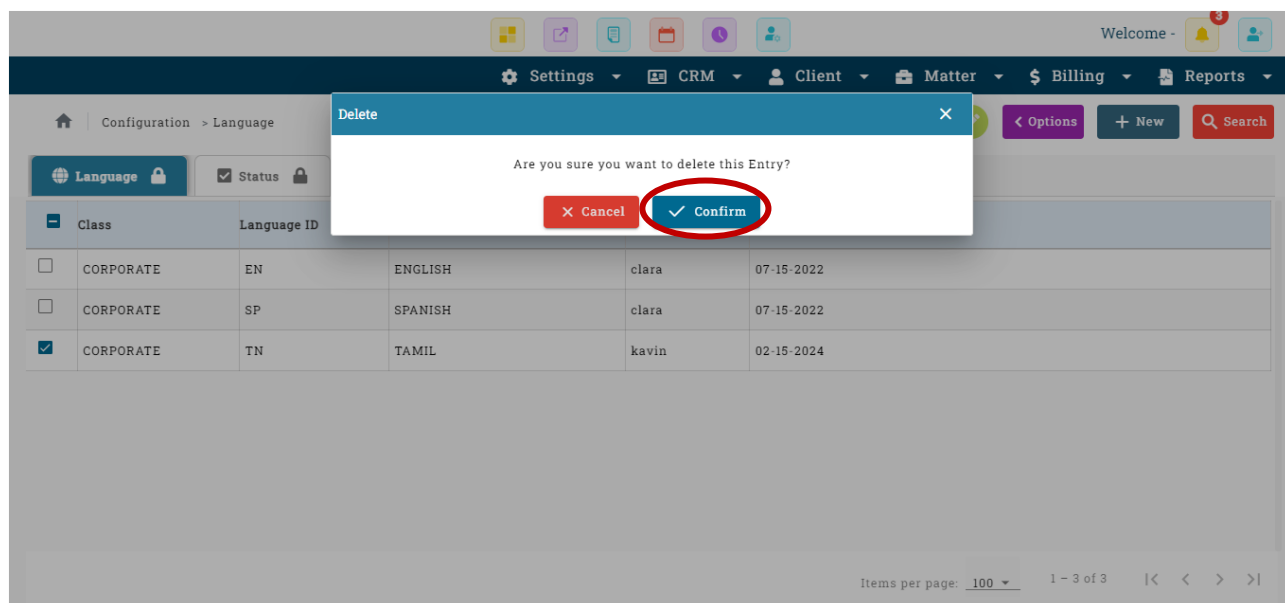 3
Welcome -
Settings CRM Client Matter $ Billing Reports
Delete
Configuration > Language
Options + New Search
Are you sure you want to delete this Entry?
Language Status
Cancel Confirm
Class Language ID
CORPORATE EN ENGLISH clara 07-15-2022
CORPORATE SP SPANISH clara 07-15-2022
CORPORATE TN TAMIL kavin 02-15-2024
Items per page: 100 1 – 3 of 3